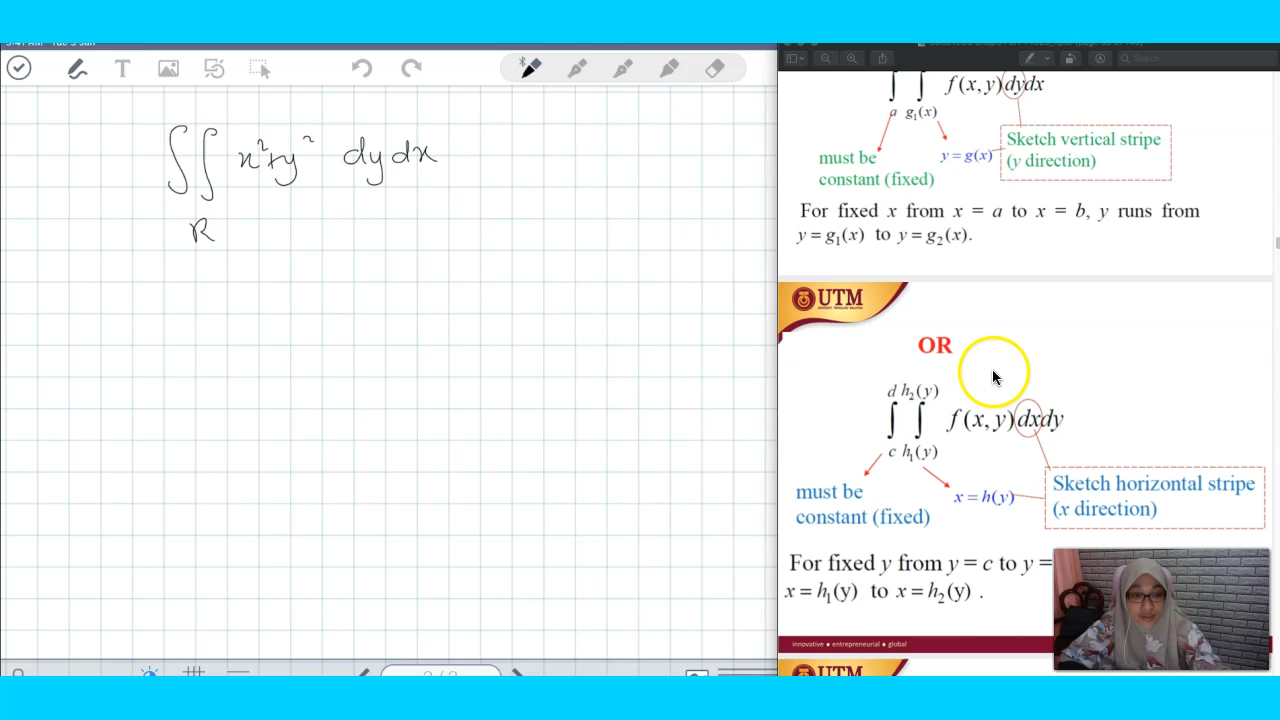 ∫∫ x²+y² dy dx
R
Search
∫ ∫ f(x,y)dydx
a g₁(x)
Sketch vertical stripe
(y direction)
y = g(x)
must be
constant (fixed)
For fixed x from x = a to x = b, y runs from
y = g₁(x) to y = g₂(x).
UTM
OR
d h₂(y)
∫ ∫ f(x,y)dxdy
c h₁(y)
Sketch horizontal stripe
(x direction)
x = h(y)
must be
constant (fixed)
For fixed y from y = c to y =
x = h₁(y) to x = h₂(y) .
innovative ● entrepreneurial ● global
UTM